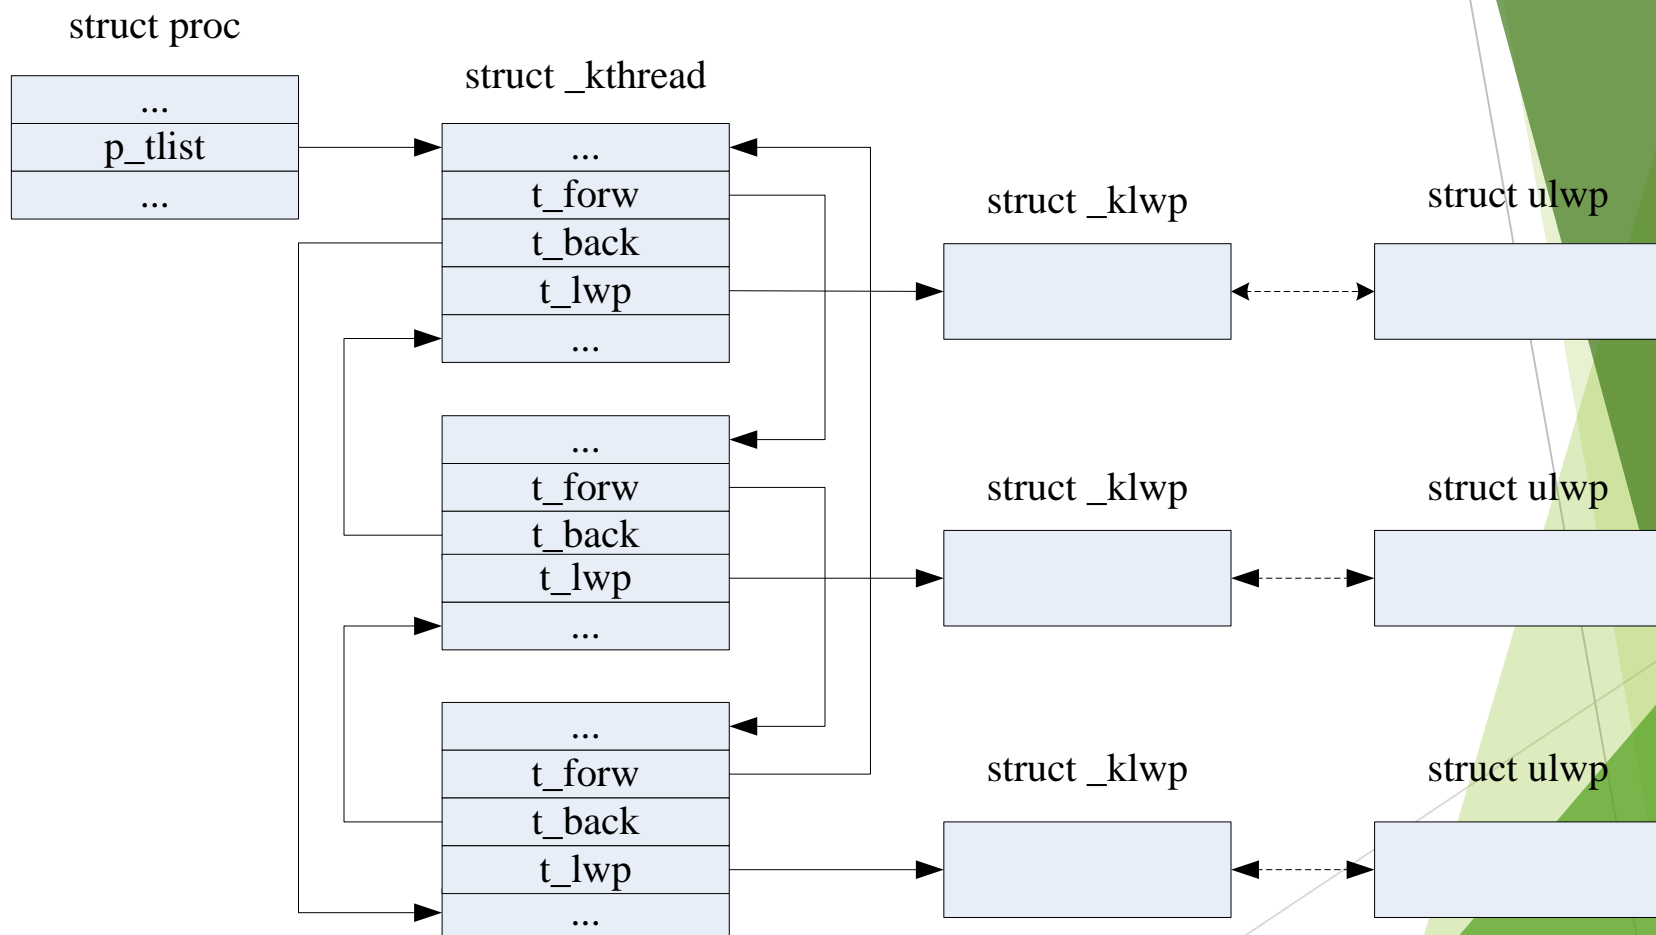 struct proc
...
p_tlist
...
struct _kthread
...
t_forw
t_back
t_lwp
...
...
t_forw
t_back
t_lwp
...
...
t_forw
t_back
t_lwp
...
struct _klwp
struct ulwp
struct _klwp
struct ulwp
struct _klwp
struct ulwp